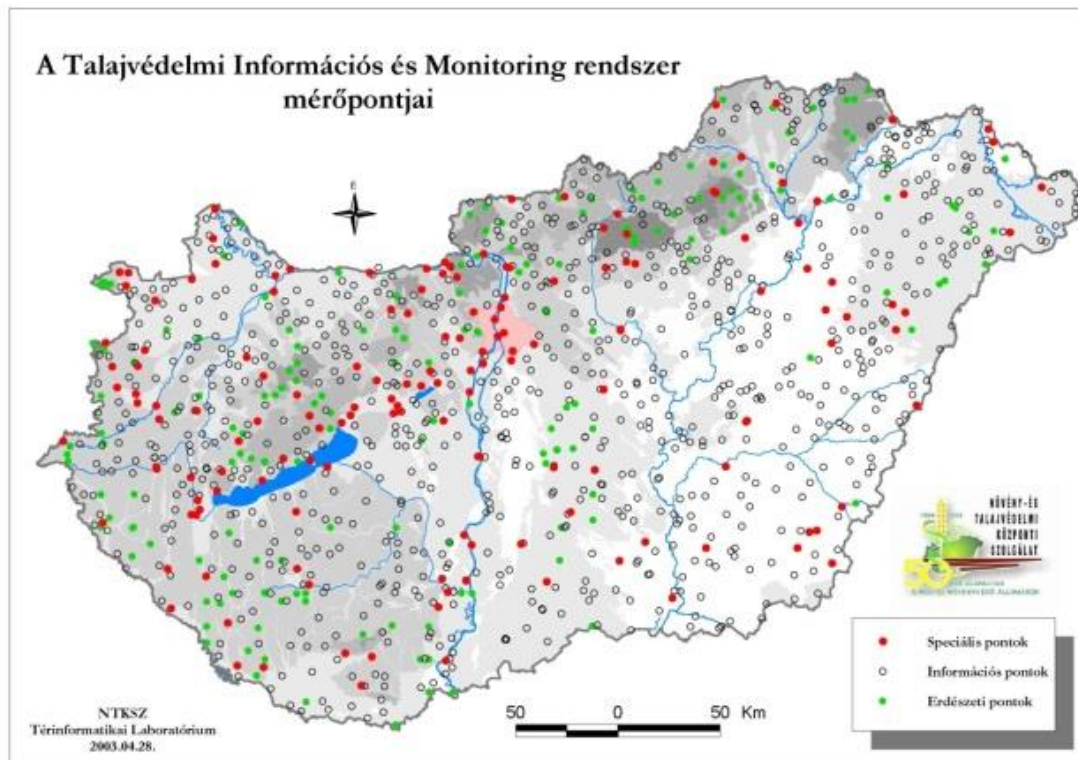 A Talajvédelmi Információs és Monitoring rendszer
mérőpontjai
É
NÖVÉNY- ÉS
TALAJVÉDELMI
KÖZPONTI
SZOLGÁLAT
50
Speciális pontok
Információs pontok
Erdészeti pontok
50 0 50 Km
NTKSZ
Térinformatikai Laboratórium
2003.04.28.